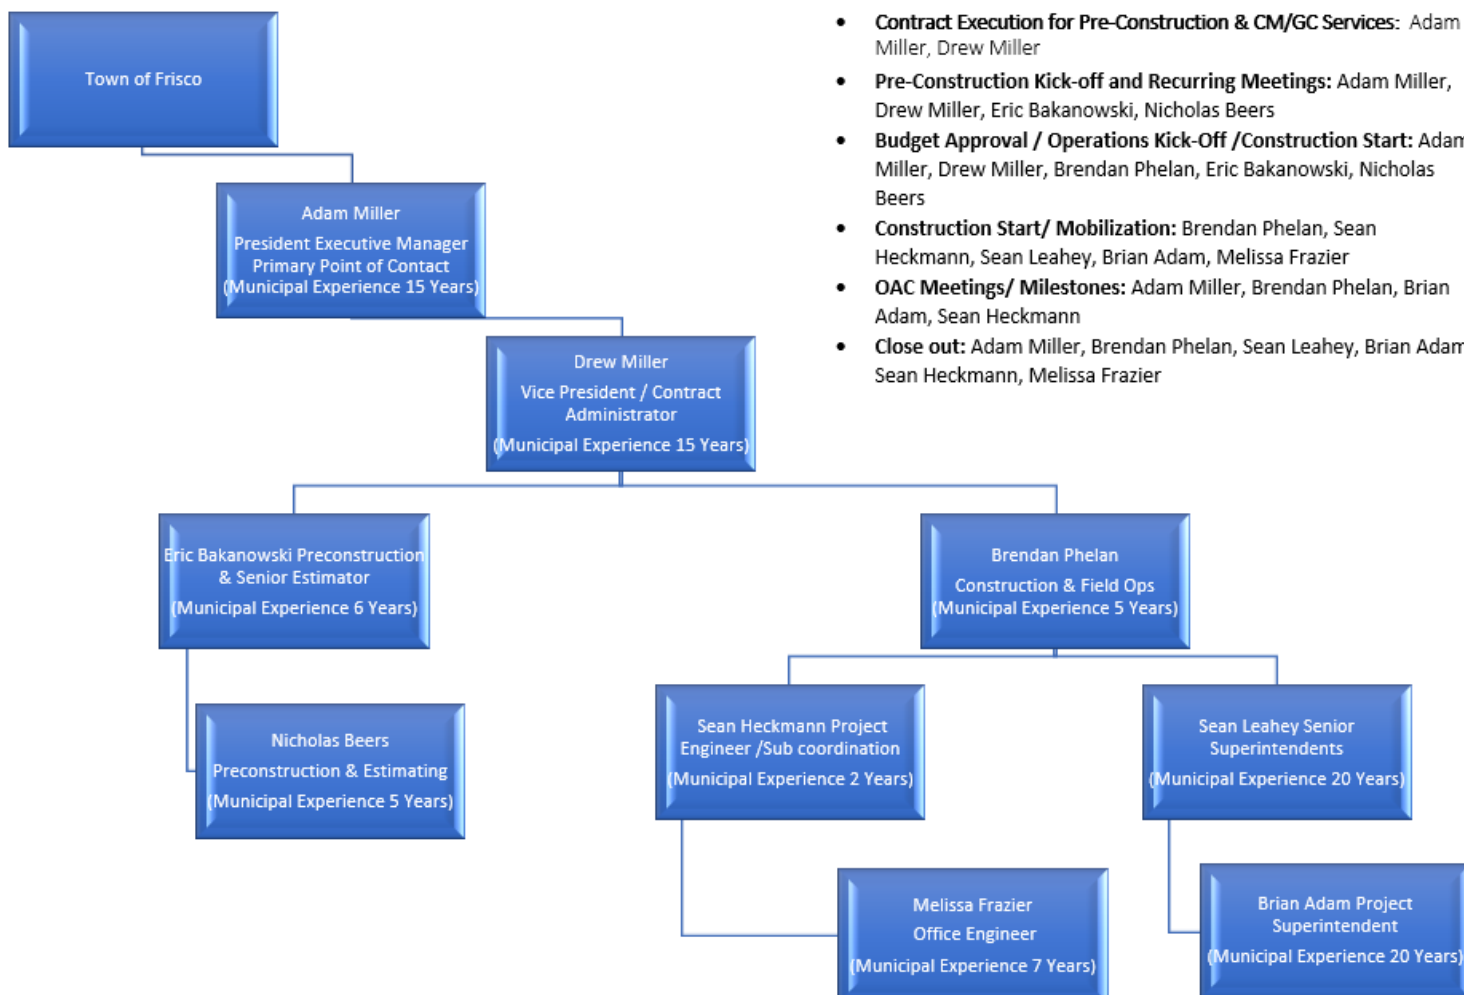 Town of Frisco
• Contract Execution for Pre-Construction & CM/GC Services: Adam
Miller, Drew Miller
• Pre-Construction Kick-off and Recurring Meetings: Adam Miller,
Drew Miller, Eric Bakanowski, Nicholas Beers
• Budget Approval / Operations Kick-Off /Construction Start: Adam
Miller, Drew Miller, Brendan Phelan, Eric Bakanowski, Nicholas
Beers
• Construction Start/ Mobilization: Brendan Phelan, Sean
Heckmann, Sean Leahey, Brian Adam, Melissa Frazier
• OAC Meetings/ Milestones: Adam Miller, Brendan Phelan, Brian
Adam, Sean Heckmann
• Close out: Adam Miller, Brendan Phelan, Sean Leahey, Brian Adam
Sean Heckmann, Melissa Frazier
Adam Miller
President Executive Manager
Primary Point of Contact
(Municipal Experience 15 Years)
Drew Miller
Vice President / Contract
Administrator
(Municipal Experience 15 Years)
Eric Bakanowski Preconstruction
& Senior Estimator
(Municipal Experience 6 Years)
Brendan Phelan
Construction & Field Ops
(Municipal Experience 5 Years)
Nicholas Beers
Preconstruction & Estimating
(Municipal Experience 5 Years)
Sean Heckmann Project
Engineer /Sub coordination
(Municipal Experience 2 Years)
Sean Leahey Senior
Superintendents
(Municipal Experience 20 Years)
Melissa Frazier
Office Engineer
(Municipal Experience 7 Years)
Brian Adam Project
Superintendent
(Municipal Experience 20 Years)